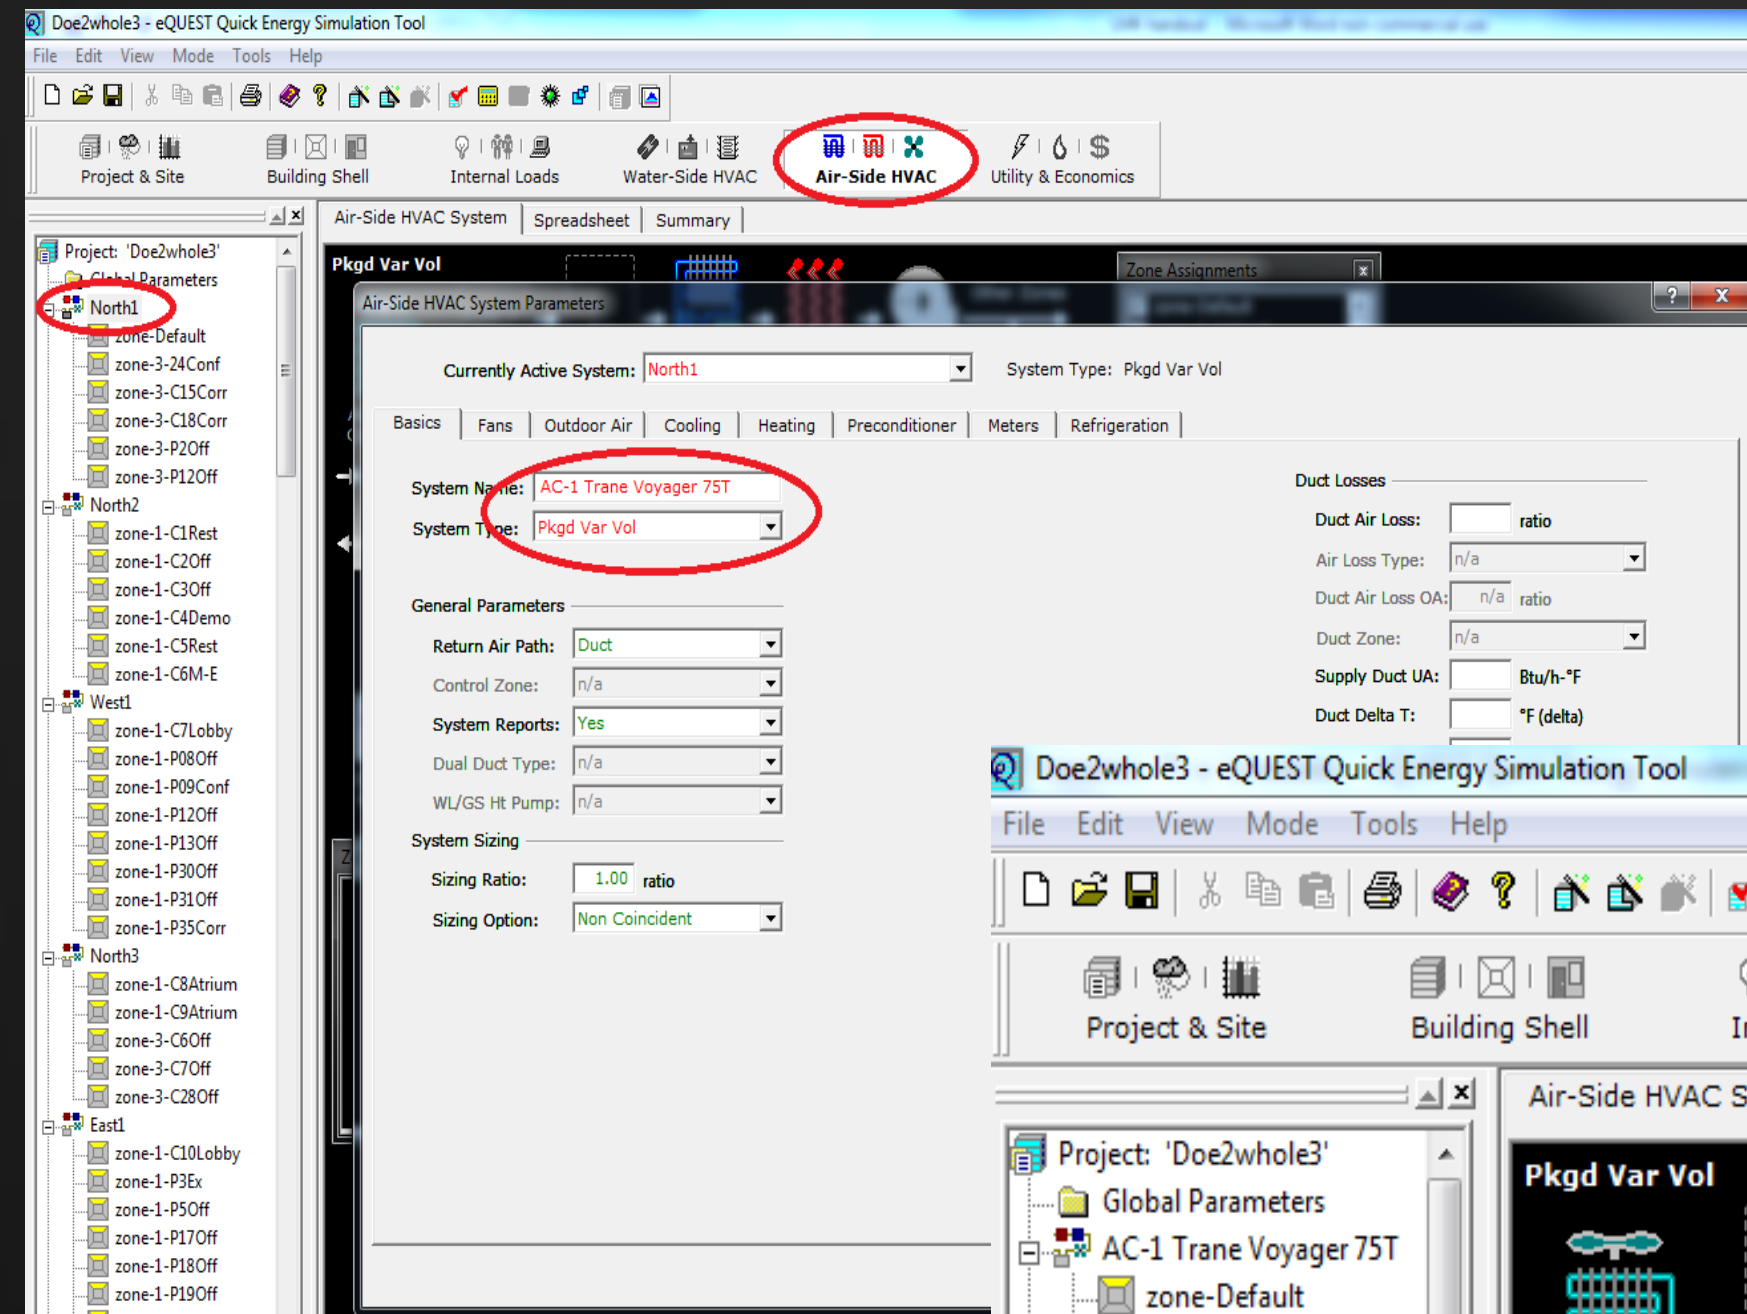 Doe2whole3 - eQUEST Quick Energy Simulation Tool
File Edit View Mode Tools Help
Project & Site Building Shell Internal Loads Water-Side HVAC Air-Side HVAC Utility & Economics
Air-Side HVAC System Spreadsheet Summary
Project: 'Doe2whole3'
Global Parameters
North1
zone-Default
zone-3-24Conf
zone-3-C15Corr
zone-3-C18Corr
zone-3-P2Off
zone-3-P12Off
North2
zone-1-C1Rest
zone-1-C2Off
zone-1-C3Off
zone-1-C4Demo
zone-1-C5Rest
zone-1-C6M-E
West1
zone-1-C7Lobby
zone-1-P08Off
zone-1-P09Conf
zone-1-P12Off
zone-1-P13Off
zone-1-P30Off
zone-1-P31Off
zone-1-P35Corr
North3
zone-1-C8Atrium
zone-1-C9Atrium
zone-3-C6Off
zone-3-C7Off
zone-3-C28Off
East1
zone-1-C10Lobby
zone-1-P3Ex
zone-1-P5Off
zone-1-P17Off
zone-1-P18Off
zone-1-P19Off
Pkgd Var Vol
Zone Assignments
Air-Side HVAC System Parameters
Currently Active System: North1 System Type: Pkgd Var Vol
Basics Fans Outdoor Air Cooling Heating Preconditioner Meters Refrigeration
System Name: AC-1 Trane Voyager 75T
System Type: Pkgd Var Vol
General Parameters
Return Air Path: Duct
Control Zone: n/a
System Reports: Yes
Dual Duct Type: n/a
WL/GS Ht Pump: n/a
System Sizing
Sizing Ratio: 1.00 ratio
Sizing Option: Non Coincident
Duct Losses
Duct Air Loss: ratio
Air Loss Type: n/a
Duct Air Loss OA: n/a ratio
Duct Zone: n/a
Supply Duct UA: Btu/h-°F
Duct Delta T: °F (delta)
Doe2whole3 - eQUEST Quick Energy Simulation Tool
File Edit View Mode Tools Help
Project & Site Building Shell
Air-Side HVAC S
Project: 'Doe2whole3'
Global Parameters
AC-1 Trane Voyager 75T
zone-Default
Pkgd Var Vol